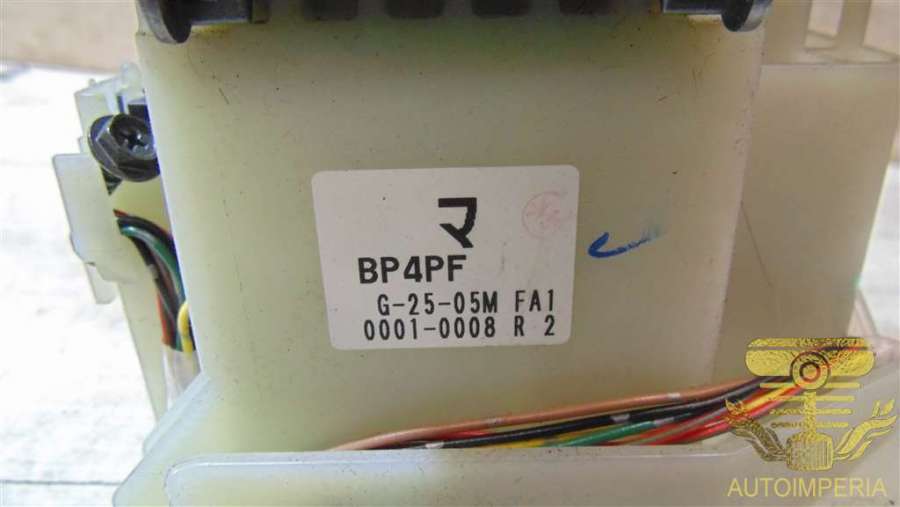 マ
BP4PF
G-25-05M FA1
0001-0008 R 2
AUTOIMPERIA